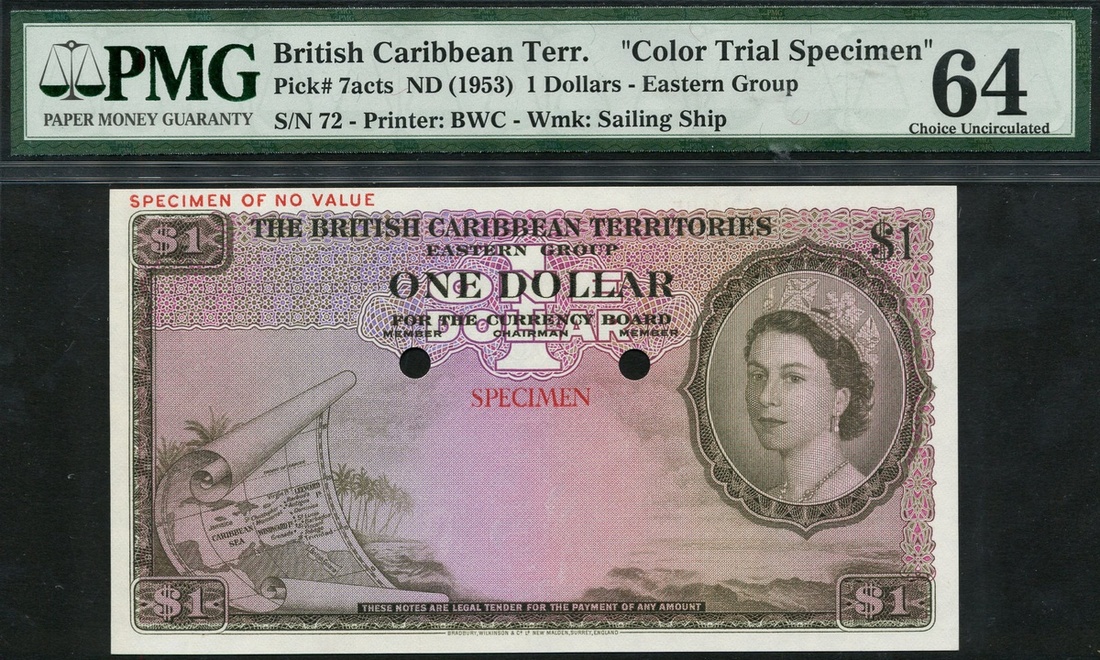 PMG
PAPER MONEY GUARANTY
British Caribbean Terr. "Color Trial Specimen"
Pick# 7acts ND (1953) 1 Dollars - Eastern Group
S/N 72 - Printer: BWC - Wmk: Sailing Ship
64
Choice Uncirculated
SPECIMEN OF NO VALUE
$1
THE BRITISH CARIBBEAN TERRITORIES
$1
EASTERN GROUP
ONE DOLLAR
ONE DOLLAR
FOR THE CURRENCY BOARD
MEMBER CHAIRMAN MEMBER
1
SPECIMEN
CARIBBEAN SEA
$1
THESE NOTES ARE LEGAL TENDER FOR THE PAYMENT OF ANY AMOUNT
$1
BRADBURY, WILKINSON & Cº Lᵈ NEW MALDEN, SURREY, ENGLAND